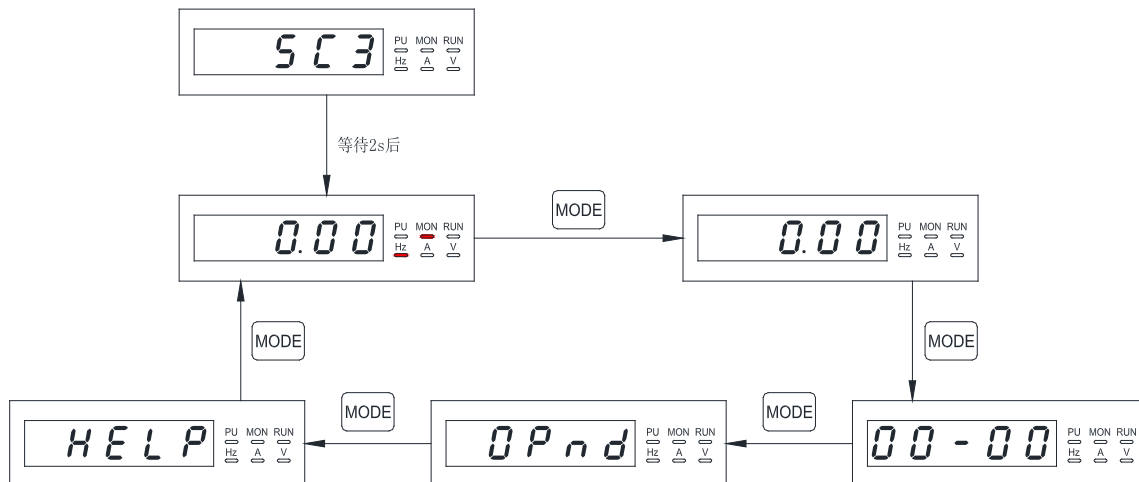 SC3
PU MON RUN
Hz A V
等待2s后
0.00
PU MON RUN
Hz A V
MODE
0.00
PU MON RUN
Hz A V
MODE
MODE
HELP
PU MON RUN
Hz A V
MODE
OPnd
PU MON RUN
Hz A V
MODE
00-00
PU MON RUN
Hz A V